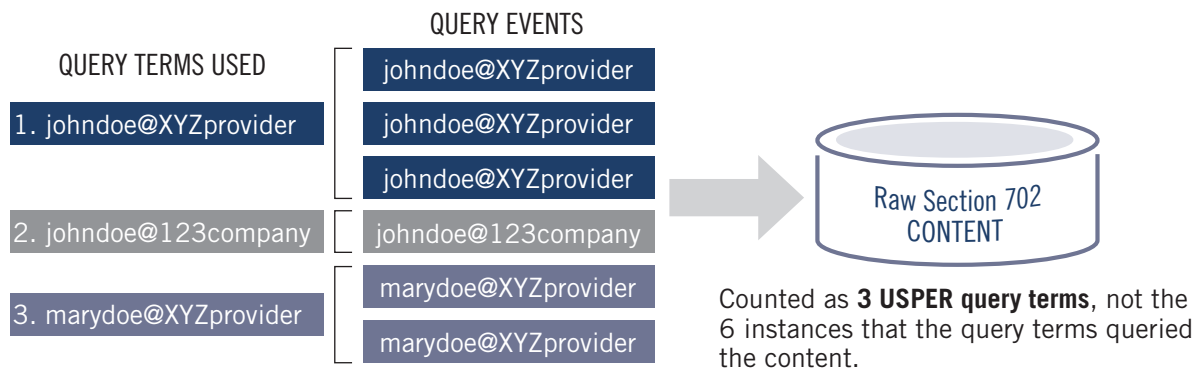 QUERY TERMS USED
1. johndoe@XYZprovider
2. johndoe@123company
3. marydoe@XYZprovider
QUERY EVENTS
johndoe@XYZprovider
johndoe@XYZprovider
johndoe@XYZprovider
johndoe@123company
marydoe@XYZprovider
marydoe@XYZprovider
Raw Section 702
CONTENT
Counted as 3 USPER query terms, not the
6 instances that the query terms queried
the content.